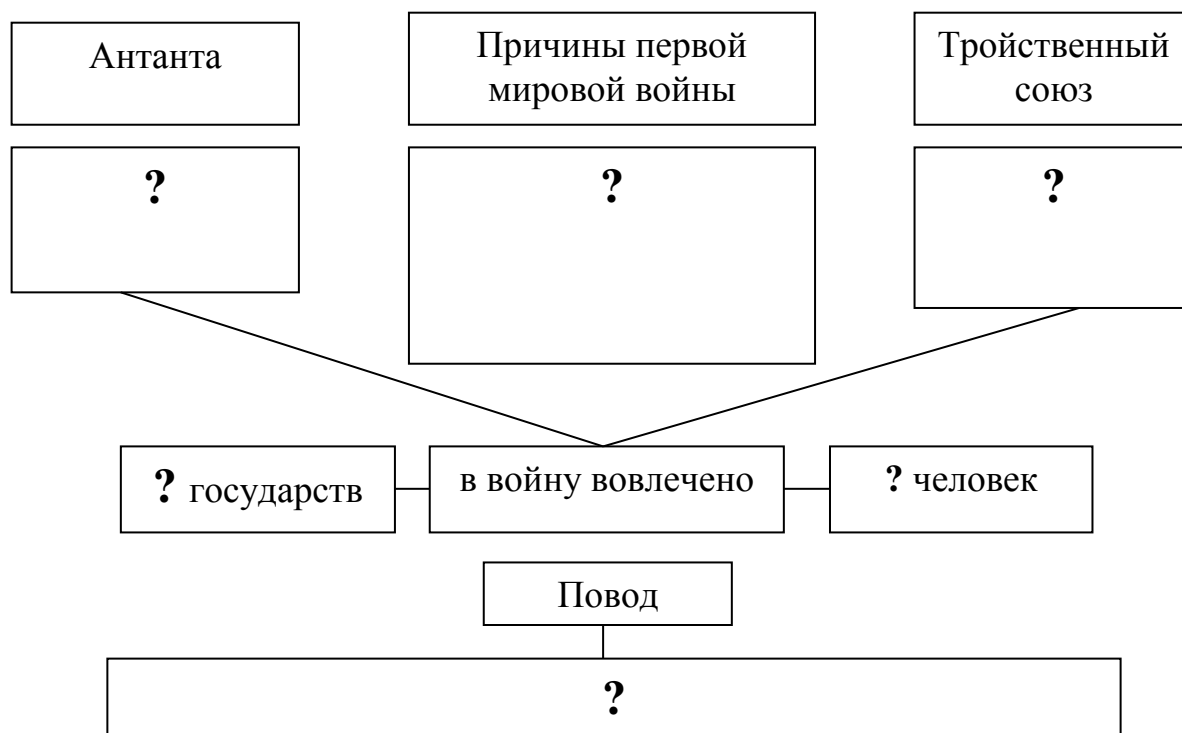 Антанта
Причины первой
мировой войны
Тройственный
союз
?
?
?
? государств
в войну вовлечено
? человек
Повод
?